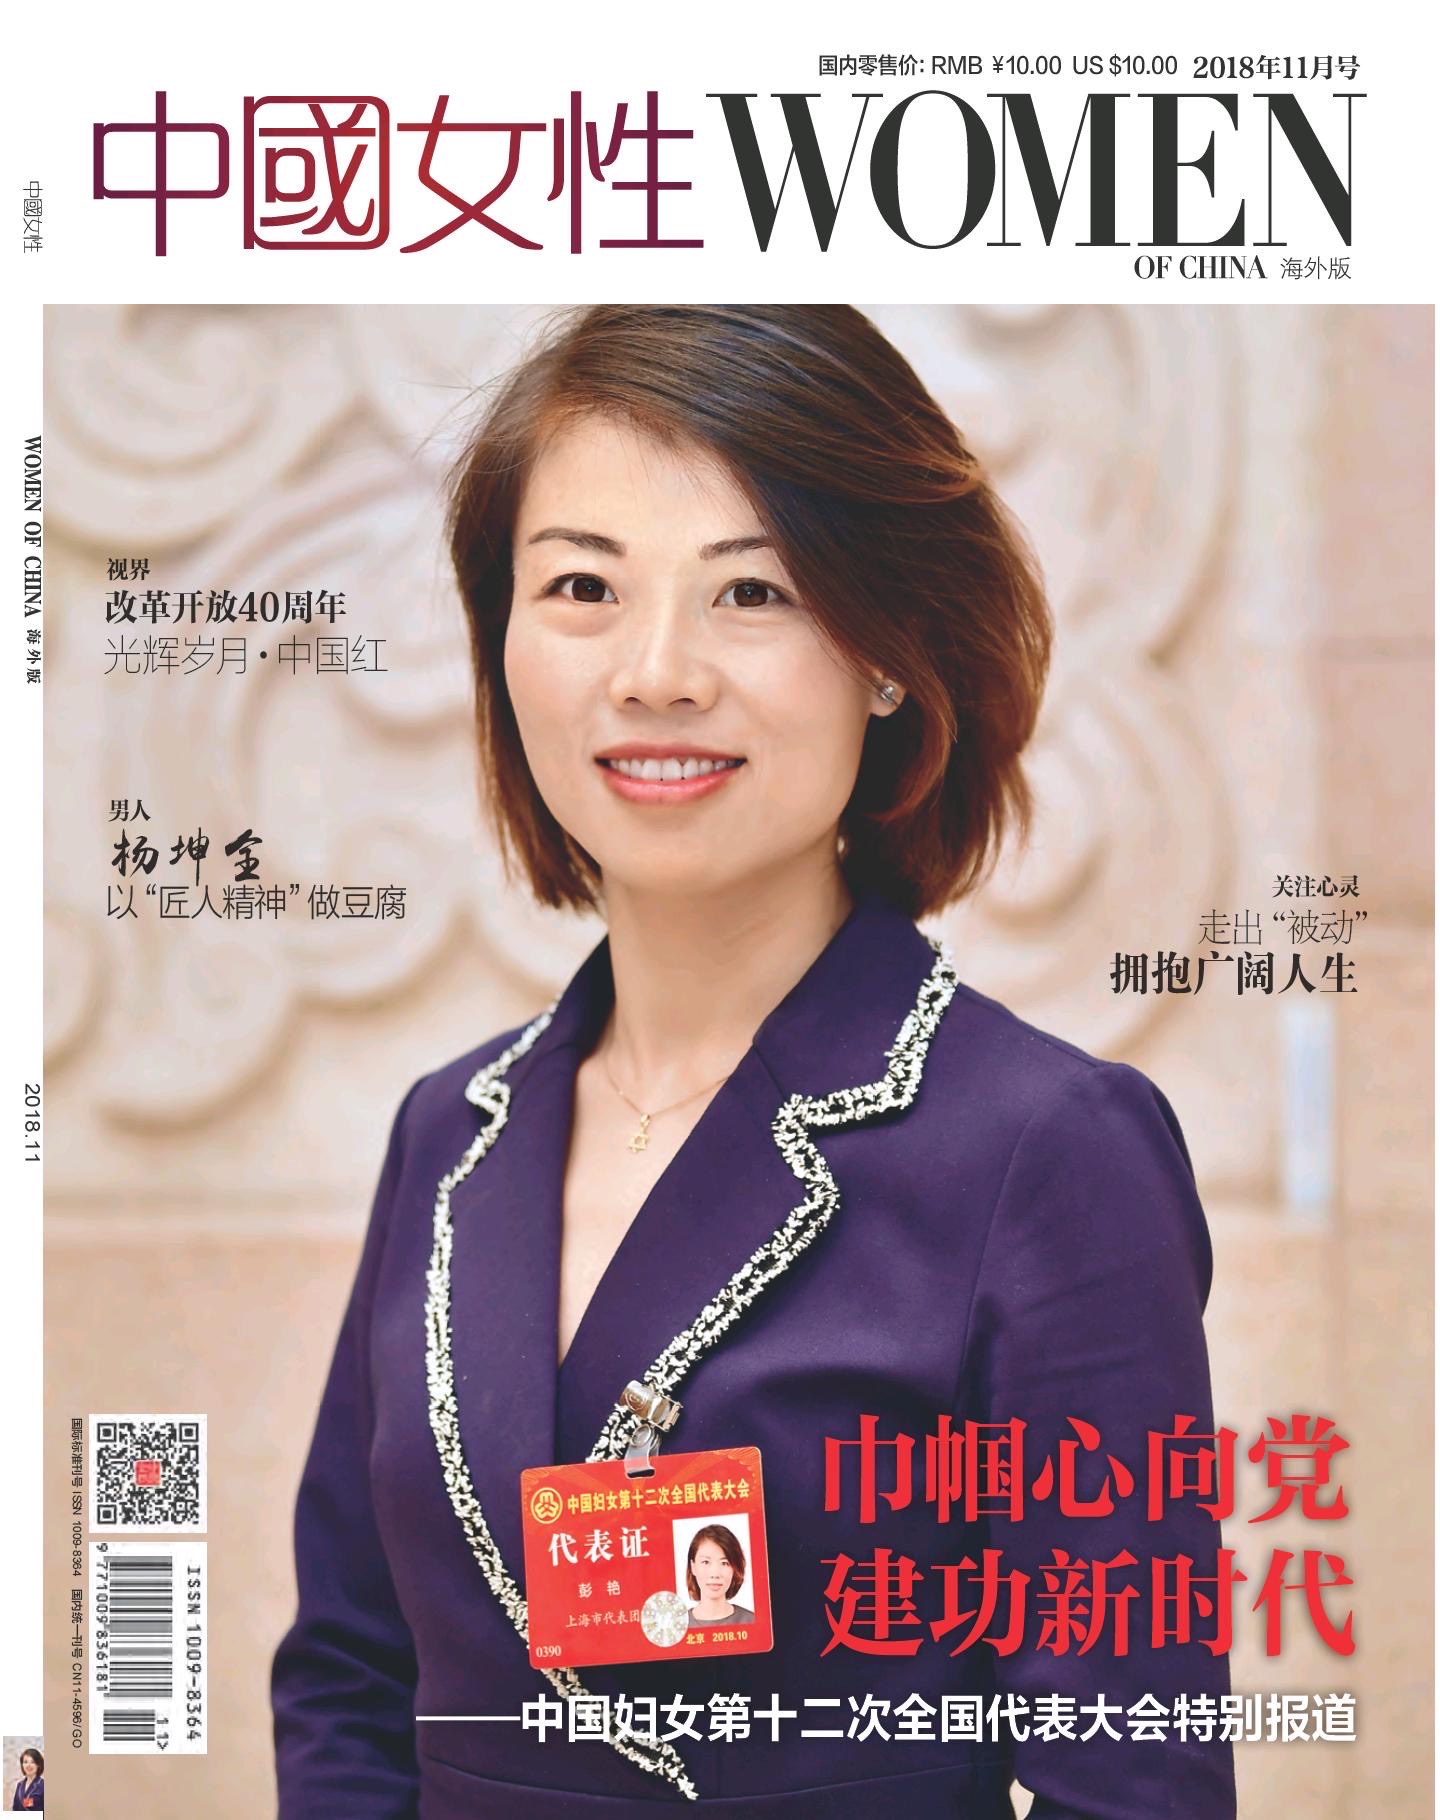 国内零售价: RMB ¥10.00 US $10.00 2018年11月号
中國女性 WOMEN
OF CHINA 海外版
中國女性
WOMEN OF CHINA 海外版
2018.11
视界
改革开放40周年
光辉岁月·中国红
男人
杨坤全
以“匠人精神”做豆腐
关注心灵
走出“被动”
拥抱广阔人生
巾帼心向党
建功新时代
——中国妇女第十二次全国代表大会特别报道
中国妇女第十二次全国代表大会
代表证
彭 艳
上海市代表团
0390
北京 2018.10
国际标准刊号 ISSN 1009-8364 国内统一刊号 CN11-4596/GO
ISSN 1009-8364
9 771009 836181
11>